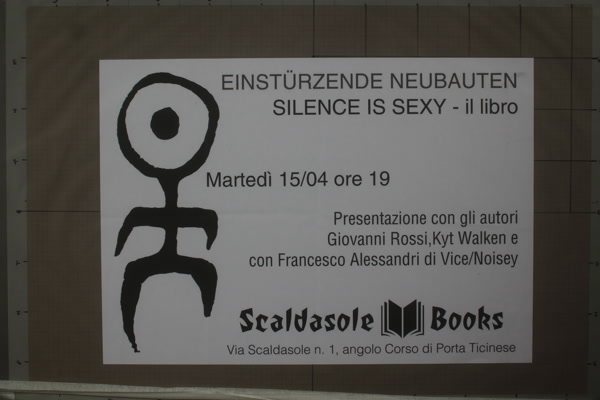 EINSTÜRZENDE NEUBAUTEN
SILENCE IS SEXY - il libro
Martedì 15/04 ore 19
Presentazione con gli autori
Giovanni Rossi,Kyt Walken e
con Francesco Alessandri di Vice/Noisey
Scaldasole Books
Via Scaldasole n. 1, angolo Corso di Porta Ticinese